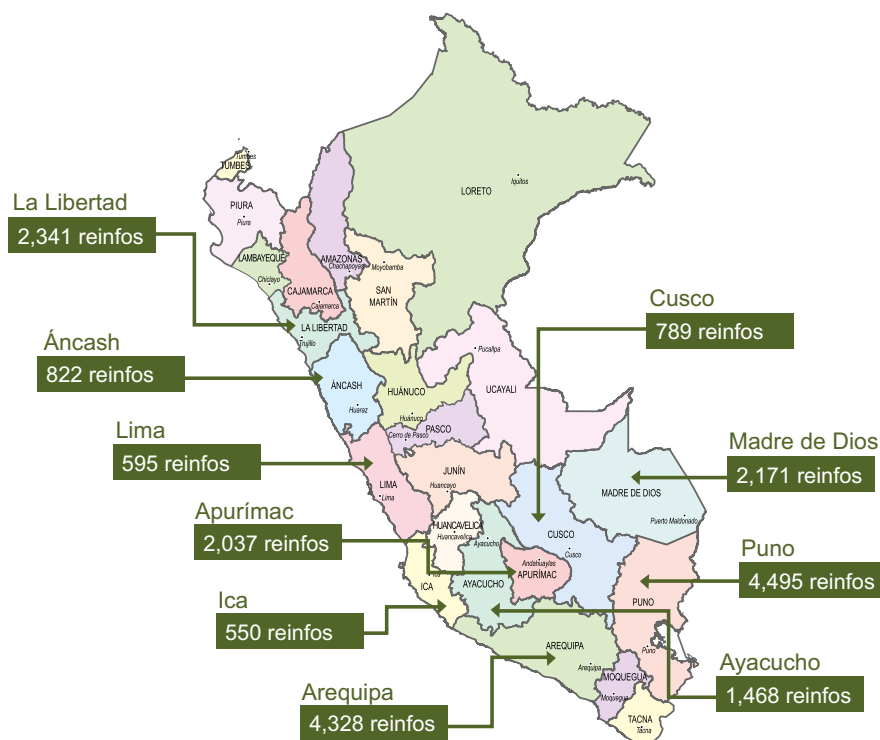 La Libertad
2,341 reinfos
Áncash
822 reinfos
Lima
595 reinfos
Apurímac
2,037 reinfos
Ica
550 reinfos
Arequipa
4,328 reinfos
Cusco
789 reinfos
Madre de Dios
2,171 reinfos
Puno
4,495 reinfos
Ayacucho
1,468 reinfos
Tumbes
TUMBES
PIURA
Piura
LORETO
Iquitos
LAMBAYEQUE
Chiclayo
AMAZONAS
Chachapoyas
Moyobamba
SAN
MARTÍN
CAJAMARCA
Cajamarca
LA LIBERTAD
Trujillo
ÁNCASH
Huaraz
HUÁNUCO
Huánuco
Pucallpa
UCAYALI
PASCO
Cerro de Pasco
LIMA
Lima
JUNÍN
Huancayo
MADRE DE DIOS
Puerto Maldonado
HUANCAVELICA
Huancavelica
Ayacucho
AYACUCHO
CUSCO
Cusco
Andahuaylas
APURÍMAC
Ica
ICA
PUNO
Puno
AREQUIPA
Arequipa
MOQUEGUA
Moquegua
TACNA
Tacna